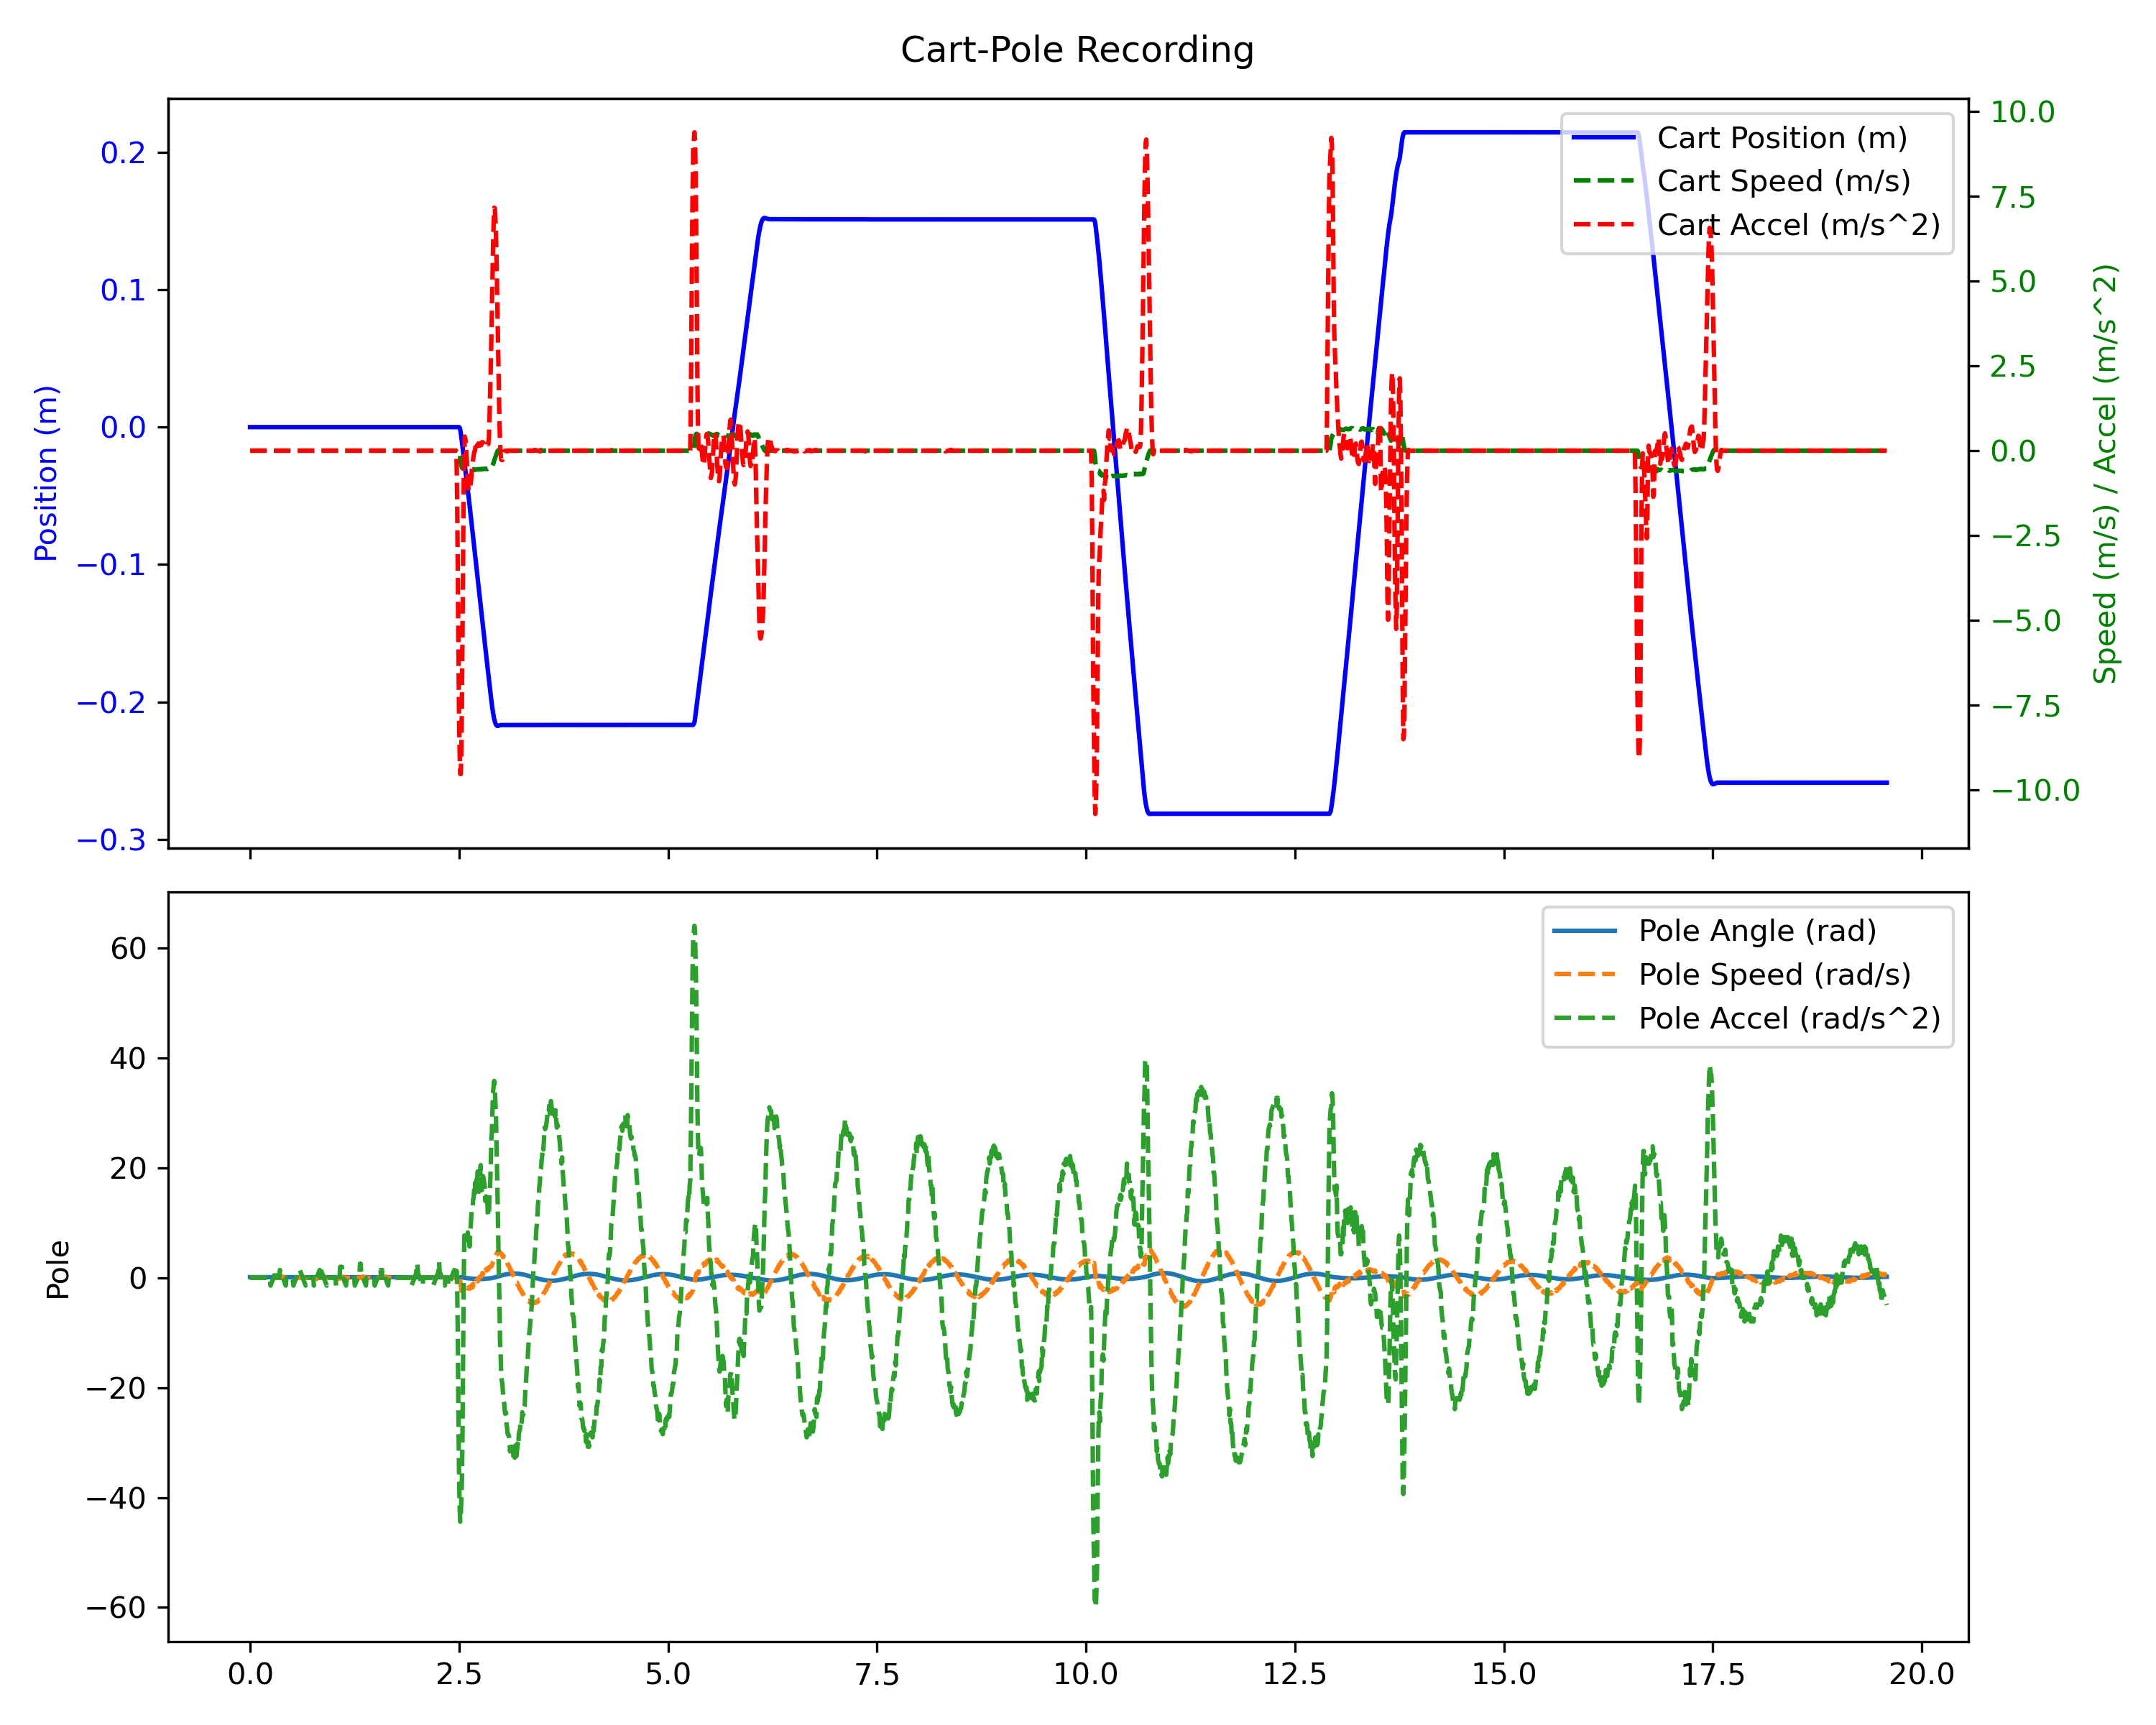 Cart-Pole Recording
Cart Position (m)
Cart Speed (m/s)
Cart Accel (m/s^2)
Position (m)
0.2
0.1
0.0
−0.1
−0.2
−0.3
10.0
7.5
5.0
2.5
0.0
−2.5
−5.0
−7.5
−10.0
Speed (m/s) / Accel (m/s^2)
Pole Angle (rad)
Pole Speed (rad/s)
Pole Accel (rad/s^2)
Pole
60
40
20
0
−20
−40
−60
0.0 2.5 5.0 7.5 10.0 12.5 15.0 17.5 20.0